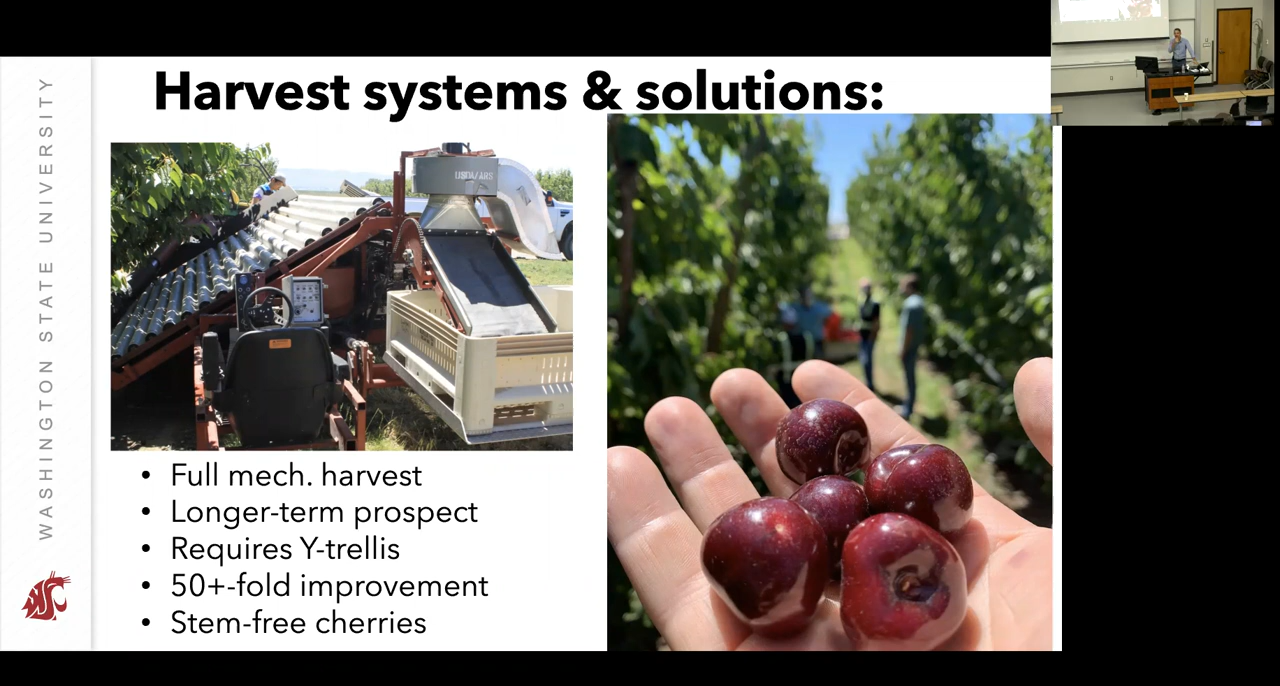 WASHINGTON STATE UNIVERSITY
Harvest systems & solutions:
USDA/ARS
• Full mech. harvest
• Longer-term prospect
• Requires Y-trellis
• 50+-fold improvement
• Stem-free cherries